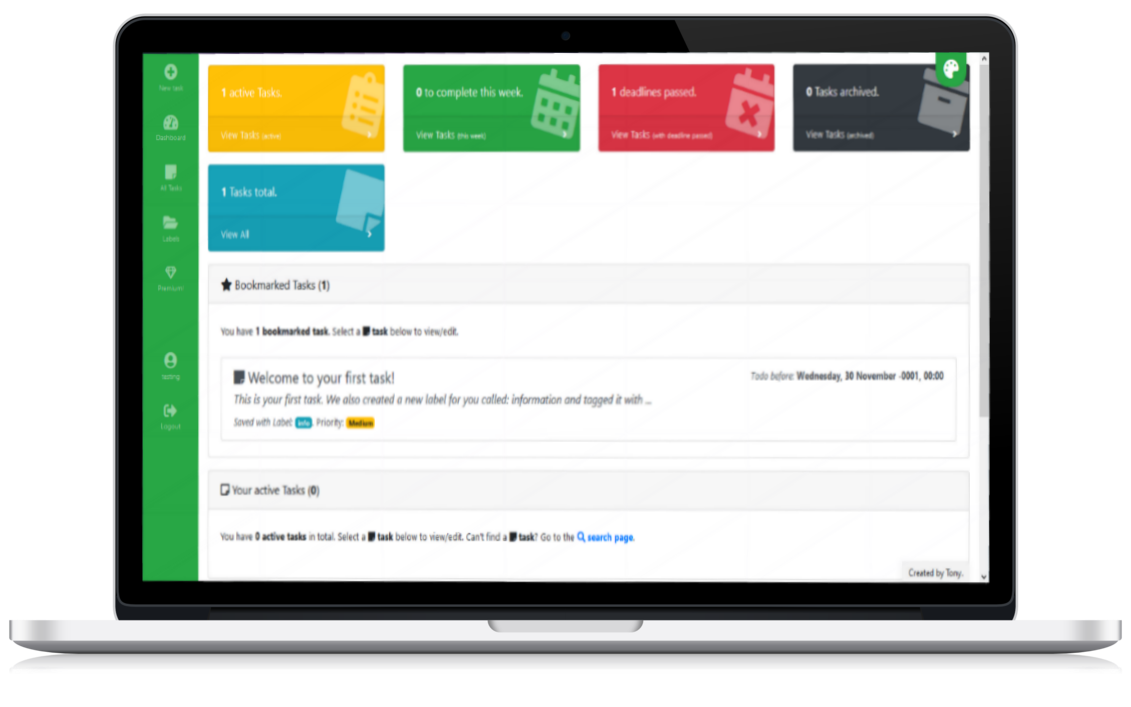 New task
Dashboard
All Tasks
Labels
Premium
testing
Logout
1 active Tasks.
View Tasks (active)
0 to complete this week.
View Tasks (this week)
1 deadlines passed.
View Tasks (with deadline passed)
0 Tasks archived.
View Tasks (archived)
1 Tasks total.
View All
Bookmarked Tasks (1)
You have 1 bookmarked task. Select a task below to view/edit.
Welcome to your first task!
Todo before: Wednesday, 30 November -0001, 00:00
This is your first task. We also created a new label for you called: information and tagged it with ...
Saved with Label: Info. Priority: Medium
Your active Tasks (0)
You have 0 active tasks in total. Select a task below to view/edit. Can't find a task? Go to the search page.
Created by Tony.